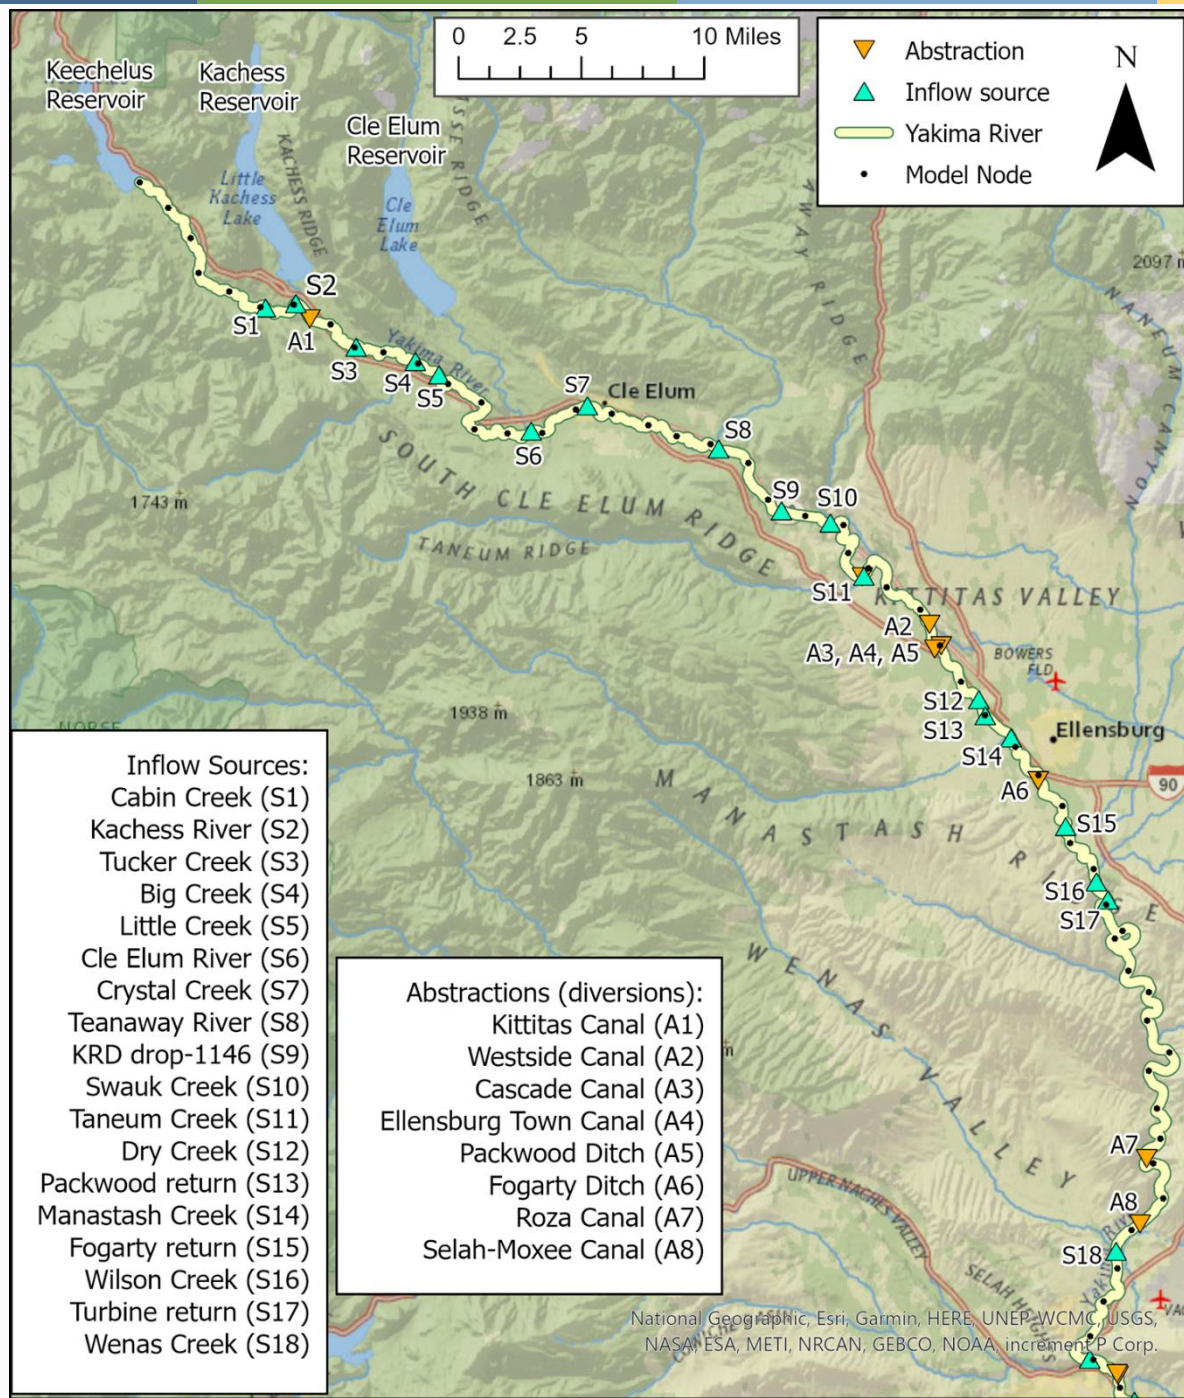 0 2.5 5 10 Miles
Abstraction
Inflow source
Yakima River
Model Node
N
Keechelus
Reservoir
Kachess
Reservoir
Cle Elum
Reservoir
KACHESS RIDGE
Little
Kachess
Lake
Cle
Elum
Lake
2097 m
NANEUM CANYON
S2
S1
A1
S3
Yakima River
S4
S5
S7
Cle Elum
S6
S8
SOUTH CLE ELUM RIDGE
1743 m
S9
S10
TANEUM RIDGE
S11
KITTITAS VALLEY
A2
A3, A4, A5
BOWERS
FLD
S12
1938 m
S13
Ellensburg
S14
1863 m
A6
90
MANASTASH RIDGE
S15
S16
S17
WENAS VALLEY
A7
UPPER NACHES VALLEY
A8
S18
SELAH HEIGHTS
Inflow Sources:
Cabin Creek (S1)
Kachess River (S2)
Tucker Creek (S3)
Big Creek (S4)
Little Creek (S5)
Cle Elum River (S6)
Crystal Creek (S7)
Teanaway River (S8)
KRD drop-1146 (S9)
Swauk Creek (S10)
Taneum Creek (S11)
Dry Creek (S12)
Packwood return (S13)
Manastash Creek (S14)
Fogarty return (S15)
Wilson Creek (S16)
Turbine return (S17)
Wenas Creek (S18)
Abstractions (diversions):
Kittitas Canal (A1)
Westside Canal (A2)
Cascade Canal (A3)
Ellensburg Town Canal (A4)
Packwood Ditch (A5)
Fogarty Ditch (A6)
Roza Canal (A7)
Selah-Moxee Canal (A8)
National Geographic, Esri, Garmin, HERE, UNEP-WCMC, USGS,
NASA, ESA, METI, NRCAN, GEBCO, NOAA, increment P Corp.